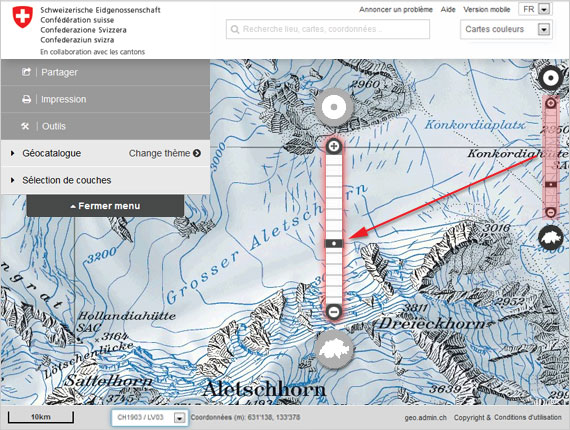 Schweizerische Eidgenossenschaft
Confédération suisse
Confederazione Svizzera
Confederaziun svizra
En collaboration avec les cantons
Annoncer un problème Aide Version mobile FR
Recherche lieu, cartes, coordonnées...
Cartes couleurs
Partager
Impression
Outils
Géocatalogue Change thème
Sélection de couches
Fermer menu
2960
Konkordiaplatz
Konkordiahütte
SAC
3200
Grosser Aletschfirn
3016
2952
3811
Hollandiahütte
SAC
3164
Lötschenlücke
Sattelhorn
Dreieckhorn
Aletschhorn
10km
CH1903 / LV03
Coordonnées (m): 631'138, 133'378
geo.admin.ch Copyright & Conditions d'utilisation